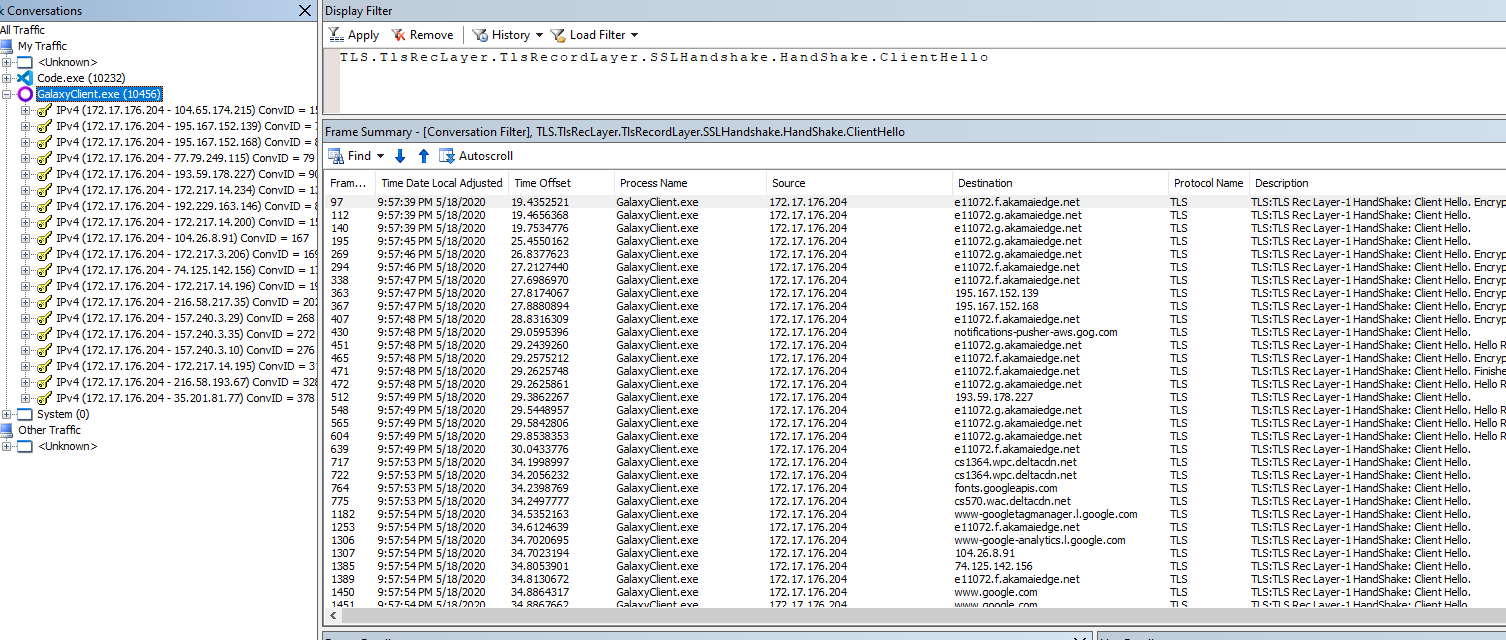 k Conversations
All Traffic
My Traffic
<Unknown>
Code.exe (10232)
GalaxyClient.exe (10456)
IPv4 (172.17.176.204 - 104.65.174.215) ConvID = 15
IPv4 (172.17.176.204 - 195.167.152.139) ConvID =
IPv4 (172.17.176.204 - 195.167.152.168) ConvID = 8
IPv4 (172.17.176.204 - 77.79.249.115) ConvID = 79
IPv4 (172.17.176.204 - 193.59.178.227) ConvID = 90
IPv4 (172.17.176.204 - 172.217.14.234) ConvID = 13
IPv4 (172.17.176.204 - 192.229.163.146) ConvID = 8
IPv4 (172.17.176.204 - 172.217.14.200) ConvID = 15
IPv4 (172.17.176.204 - 104.26.8.91) ConvID = 167
IPv4 (172.17.176.204 - 172.217.3.206) ConvID = 169
IPv4 (172.17.176.204 - 74.125.142.156) ConvID = 17
IPv4 (172.17.176.204 - 172.217.14.196) ConvID = 19
IPv4 (172.17.176.204 - 216.58.217.35) ConvID = 202
IPv4 (172.17.176.204 - 157.240.3.29) ConvID = 268
IPv4 (172.17.176.204 - 157.240.3.35) ConvID = 272
IPv4 (172.17.176.204 - 157.240.3.10) ConvID = 276
IPv4 (172.17.176.204 - 172.217.14.195) ConvID = 31
IPv4 (172.17.176.204 - 216.58.193.67) ConvID = 328
IPv4 (172.17.176.204 - 35.201.81.77) ConvID = 378
System (0)
Other Traffic
<Unknown>
Display Filter
Apply Remove History Load Filter
TLS.TlsRecLayer.TlsRecordLayer.SSLHandshake.HandShake.ClientHello
Frame Summary - [Conversation Filter], TLS.TlsRecLayer.TlsRecordLayer.SSLHandshake.HandShake.ClientHello
Find Autoscroll
Fram... Time Date Local Adjusted Time Offset Process Name Source Destination Protocol Name Description
97 9:57:39 PM 5/18/2020 19.4352521 GalaxyClient.exe 172.17.176.204 e11072.f.akamaiedge.net TLS TLS:TLS Rec Layer-1 HandShake: Client Hello. Encryp
112 9:57:39 PM 5/18/2020 19.4656368 GalaxyClient.exe 172.17.176.204 e11072.g.akamaiedge.net TLS TLS:TLS Rec Layer-1 HandShake: Client Hello.
140 9:57:39 PM 5/18/2020 19.7534776 GalaxyClient.exe 172.17.176.204 e11072.g.akamaiedge.net TLS TLS:TLS Rec Layer-1 HandShake: Client Hello.
195 9:57:45 PM 5/18/2020 25.4550162 GalaxyClient.exe 172.17.176.204 e11072.g.akamaiedge.net TLS TLS:TLS Rec Layer-1 HandShake: Client Hello.
269 9:57:46 PM 5/18/2020 26.8377623 GalaxyClient.exe 172.17.176.204 e11072.g.akamaiedge.net TLS TLS:TLS Rec Layer-1 HandShake: Client Hello. Encryp
294 9:57:46 PM 5/18/2020 27.2127440 GalaxyClient.exe 172.17.176.204 e11072.f.akamaiedge.net TLS TLS:TLS Rec Layer-1 HandShake: Client Hello. Encryp
338 9:57:47 PM 5/18/2020 27.6986970 GalaxyClient.exe 172.17.176.204 e11072.f.akamaiedge.net TLS TLS:TLS Rec Layer-1 HandShake: Client Hello. Encryp
363 9:57:47 PM 5/18/2020 27.8174067 GalaxyClient.exe 172.17.176.204 195.167.152.139 TLS TLS:TLS Rec Layer-1 HandShake: Client Hello. Encryp
367 9:57:47 PM 5/18/2020 27.8880894 GalaxyClient.exe 172.17.176.204 195.167.152.168 TLS TLS:TLS Rec Layer-1 HandShake: Client Hello. Encryp
407 9:57:48 PM 5/18/2020 28.8316309 GalaxyClient.exe 172.17.176.204 e11072.f.akamaiedge.net TLS TLS:TLS Rec Layer-1 HandShake: Client Hello. Encryp
430 9:57:48 PM 5/18/2020 29.0595396 GalaxyClient.exe 172.17.176.204 notifications-pusher-aws.gog.com TLS TLS:TLS Rec Layer-1 HandShake: Client Hello.
451 9:57:48 PM 5/18/2020 29.2439260 GalaxyClient.exe 172.17.176.204 e11072.g.akamaiedge.net TLS TLS:TLS Rec Layer-1 HandShake: Client Hello. Hello R
465 9:57:48 PM 5/18/2020 29.2575212 GalaxyClient.exe 172.17.176.204 e11072.f.akamaiedge.net TLS TLS:TLS Rec Layer-1 HandShake: Client Hello. Encryp
471 9:57:48 PM 5/18/2020 29.2625748 GalaxyClient.exe 172.17.176.204 e11072.f.akamaiedge.net TLS TLS:TLS Rec Layer-1 HandShake: Client Hello. Finishe
472 9:57:48 PM 5/18/2020 29.2625861 GalaxyClient.exe 172.17.176.204 e11072.g.akamaiedge.net TLS TLS:TLS Rec Layer-1 HandShake: Client Hello. Hello R
512 9:57:49 PM 5/18/2020 29.3862267 GalaxyClient.exe 172.17.176.204 193.59.178.227 TLS TLS:TLS Rec Layer-1 HandShake: Client Hello.
548 9:57:49 PM 5/18/2020 29.5448957 GalaxyClient.exe 172.17.176.204 e11072.g.akamaiedge.net TLS TLS:TLS Rec Layer-1 HandShake: Client Hello. Hello R
565 9:57:49 PM 5/18/2020 29.5842806 GalaxyClient.exe 172.17.176.204 e11072.g.akamaiedge.net TLS TLS:TLS Rec Layer-1 HandShake: Client Hello. Hello R
604 9:57:49 PM 5/18/2020 29.8538353 GalaxyClient.exe 172.17.176.204 e11072.g.akamaiedge.net TLS TLS:TLS Rec Layer-1 HandShake: Client Hello. Hello R
639 9:57:49 PM 5/18/2020 30.0433776 GalaxyClient.exe 172.17.176.204 e11072.g.akamaiedge.net TLS TLS:TLS Rec Layer-1 HandShake: Client Hello.
717 9:57:53 PM 5/18/2020 34.1998997 GalaxyClient.exe 172.17.176.204 cs1364.wpc.deltacdn.net TLS TLS:TLS Rec Layer-1 HandShake: Client Hello.
722 9:57:53 PM 5/18/2020 34.2056232 GalaxyClient.exe 172.17.176.204 cs1364.wpc.deltacdn.net TLS TLS:TLS Rec Layer-1 HandShake: Client Hello.
764 9:57:53 PM 5/18/2020 34.2398769 GalaxyClient.exe 172.17.176.204 fonts.googleapis.com TLS TLS:TLS Rec Layer-1 HandShake: Client Hello.
775 9:57:53 PM 5/18/2020 34.2497777 GalaxyClient.exe 172.17.176.204 cs570.wac.deltacdn.net TLS TLS:TLS Rec Layer-1 HandShake: Client Hello.
1182 9:57:54 PM 5/18/2020 34.5352163 GalaxyClient.exe 172.17.176.204 www-googletagmanager.l.google.com TLS TLS:TLS Rec Layer-1 HandShake: Client Hello.
1253 9:57:54 PM 5/18/2020 34.6124639 GalaxyClient.exe 172.17.176.204 e11072.f.akamaiedge.net TLS TLS:TLS Rec Layer-1 HandShake: Client Hello.
1306 9:57:54 PM 5/18/2020 34.7020695 GalaxyClient.exe 172.17.176.204 www-google-analytics.l.google.com TLS TLS:TLS Rec Layer-1 HandShake: Client Hello.
1307 9:57:54 PM 5/18/2020 34.7023194 GalaxyClient.exe 172.17.176.204 104.26.8.91 TLS TLS:TLS Rec Layer-1 HandShake: Client Hello.
1385 9:57:54 PM 5/18/2020 34.8053901 GalaxyClient.exe 172.17.176.204 74.125.142.156 TLS TLS:TLS Rec Layer-1 HandShake: Client Hello.
1389 9:57:54 PM 5/18/2020 34.8130672 GalaxyClient.exe 172.17.176.204 e11072.f.akamaiedge.net TLS TLS:TLS Rec Layer-1 HandShake: Client Hello.
1450 9:57:54 PM 5/18/2020 34.8864317 GalaxyClient.exe 172.17.176.204 www.google.com TLS TLS:TLS Rec Layer-1 HandShake: Client Hello.
1451 9:57:54 PM 5/18/2020 34.8867662 GalaxyClient.exe 172.17.176.204 www.google.com TLS TLS:TLS Rec Layer-1 HandShake: Client Hello.